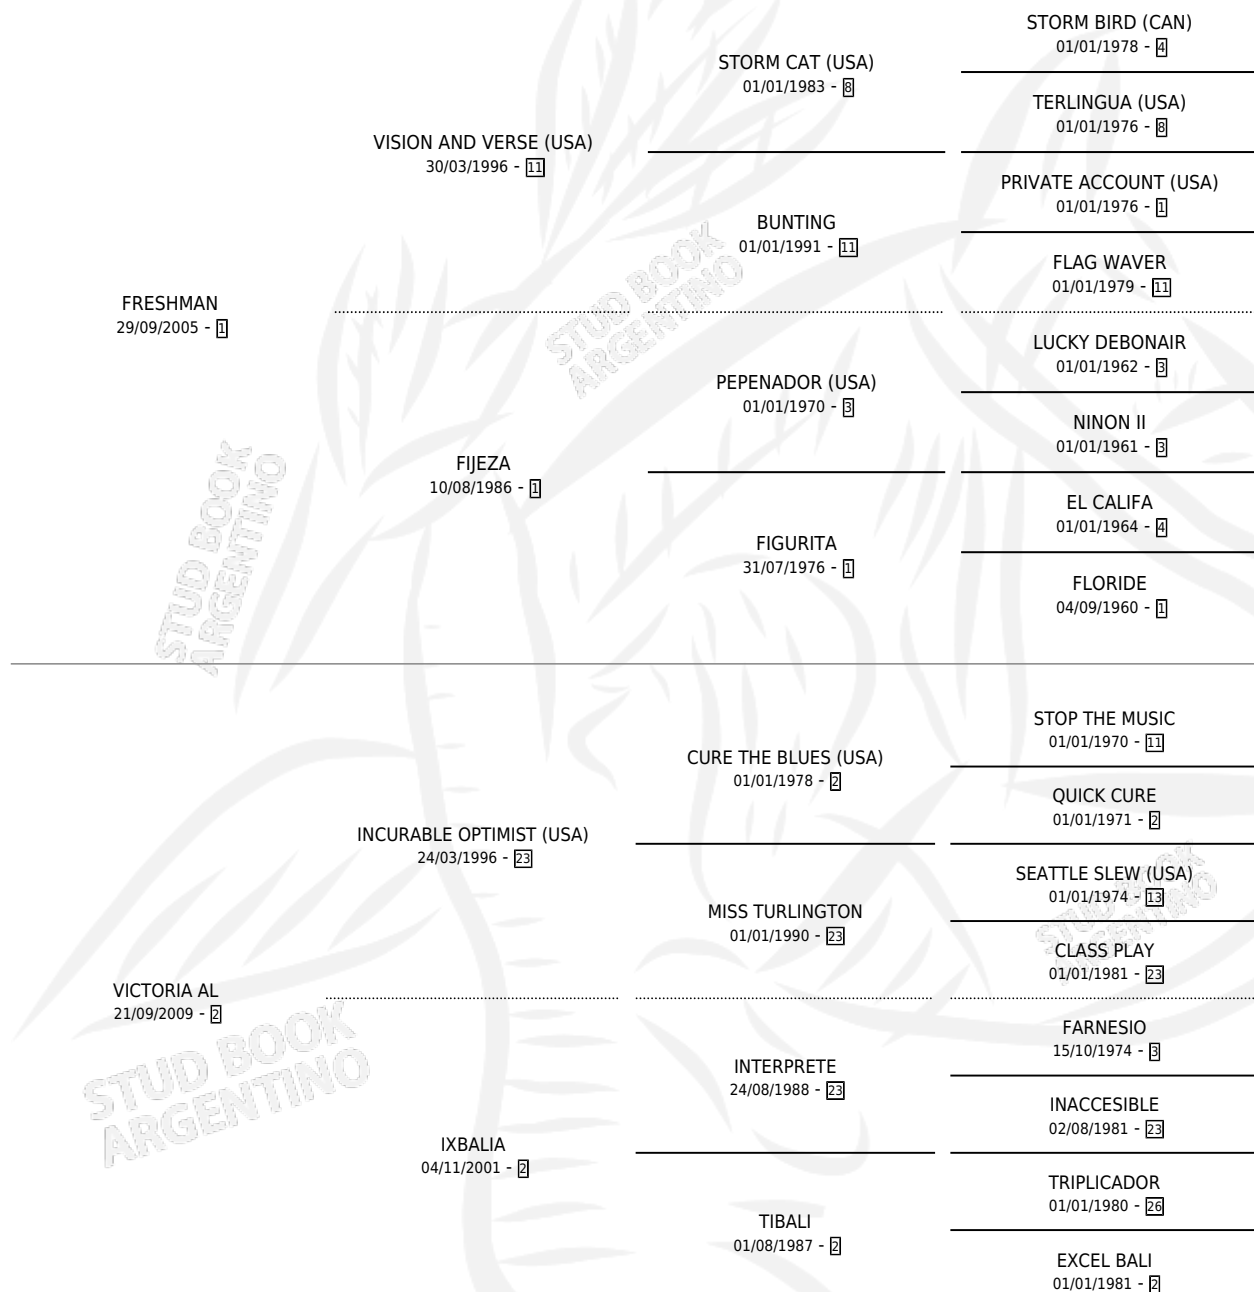 STORM BIRD (CAN)
01/01/1978 - 4
STORM CAT (USA)
01/01/1983 - 8
TERLINGUA (USA)
01/01/1976 - 8
VISION AND VERSE (USA)
30/03/1996 - 11
PRIVATE ACCOUNT (USA)
01/01/1976 - 1
BUNTING
01/01/1991 - 11
FLAG WAVER
01/01/1979 - 11
FRESHMAN
29/09/2005 - 1
LUCKY DEBONAIR
01/01/1962 - 3
PEPENADOR (USA)
01/01/1970 - 3
NINON II
01/01/1961 - 3
FIJEZA
10/08/1986 - 1
EL CALIFA
01/01/1964 - 4
FIGURITA
31/07/1976 - 1
FLORIDE
04/09/1960 - 1
STOP THE MUSIC
01/01/1970 - 11
CURE THE BLUES (USA)
01/01/1978 - 2
QUICK CURE
01/01/1971 - 2
INCURABLE OPTIMIST (USA)
24/03/1996 - 23
SEATTLE SLEW (USA)
01/01/1974 - 13
MISS TURLINGTON
01/01/1990 - 23
CLASS PLAY
01/01/1981 - 23
VICTORIA AL
21/09/2009 - 2
FARNESIO
15/10/1974 - 3
INTERPRETE
24/08/1988 - 23
INACCESIBLE
02/08/1981 - 23
IXBALIA
04/11/2001 - 2
TRIPLICADOR
01/01/1980 - 26
TIBALI
01/08/1987 - 2
EXCEL BALI
01/01/1981 - 2
STUD BOOK
ARGENTINO
STUD BOOK
ARGENTINO
STUD BOOK
ARGENTINO
STUD BOOK
ARGENTINO